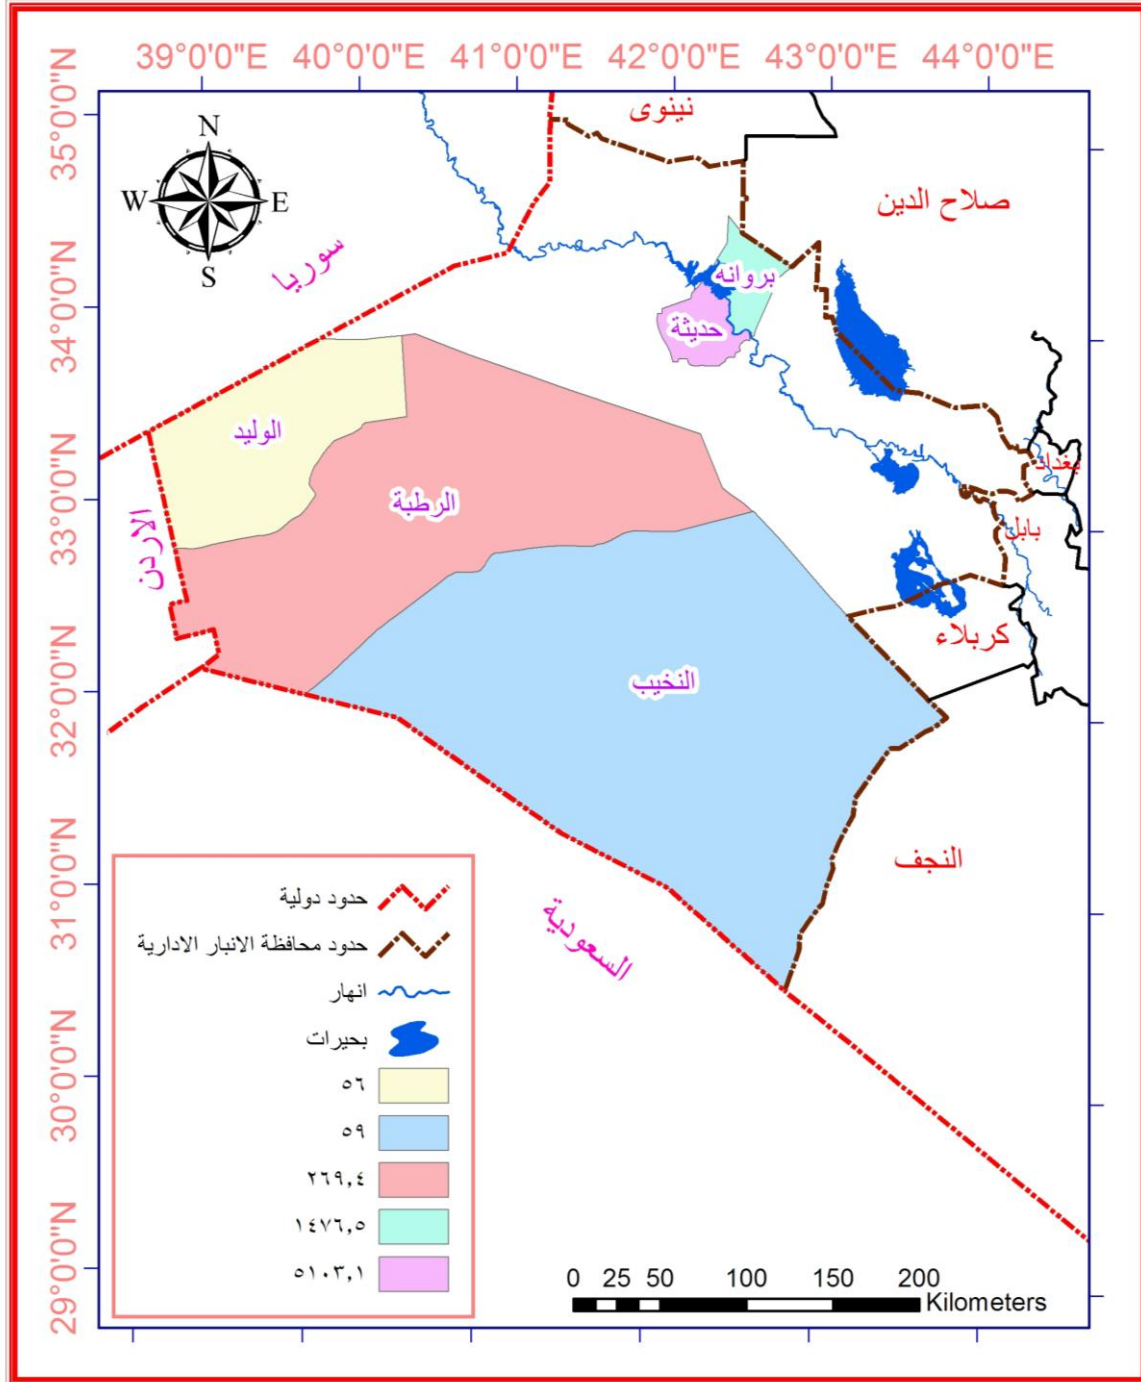 39°0'0"E 40°0'0"E 41°0'0"E 42°0'0"E 43°0'0"E 44°0'0"E
35°0'0"N
34°0'0"N
33°0'0"N
32°0'0"N
31°0'0"N
30°0'0"N
29°0'0"N
N
W E
S
نينوى
صلاح الدين
سوريا
بروانه
حديثة
الوليد
بغداد
الرطبة
بابل
الاردن
كربلاء
النخيب
النجف
السعودية
حدود دولية
حدود محافظة الانبار الادارية
انهار
بحيرات
٥٦
٥٩
٢٦٩,٤
١٤٧٦,٥
٥١٠٣,١
0 25 50 100 150 200
Kilometers